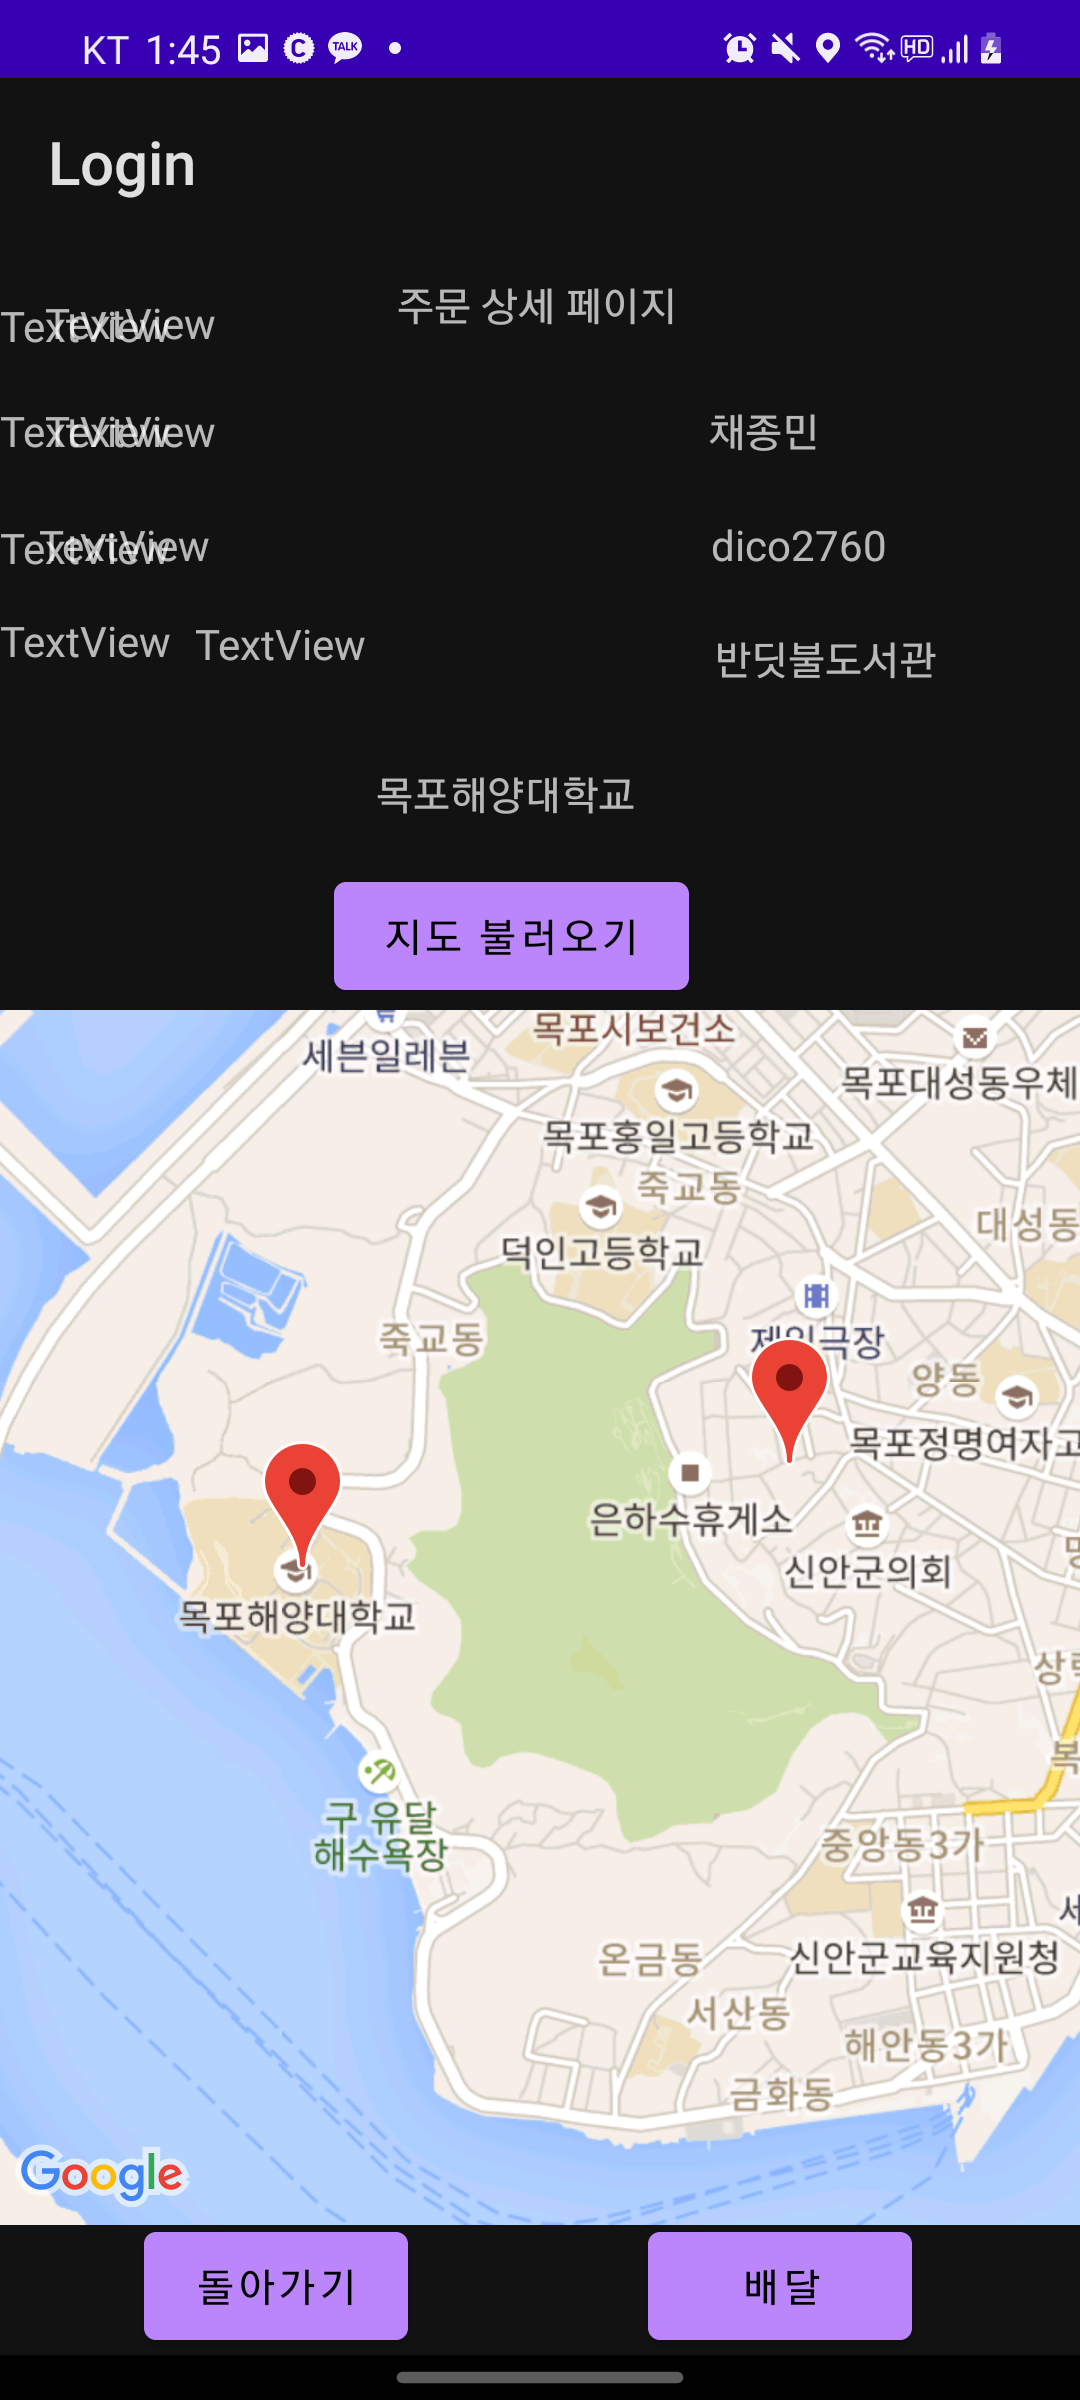 KT 1:45 TALK HD
Login
주문 상세 페이지
TextView TextView
TextView TextView
채종민
TextView TextView
dico2760
TextView TextView
반딧불도서관
목포해양대학교
지도 불러오기
목포시보건소
세븐일레븐
목포대성동우체
목포홍일고등학교
죽교동
대성동
덕인고등학교
죽교동
제일극장
양동
목포정명여자고
은하수휴게소
신안군의회
목포해양대학교
구 유달
해수욕장
중앙동3가
온금동
신안군교육지원청
서산동
해안동3가
금화동
Google
돌아가기
배달